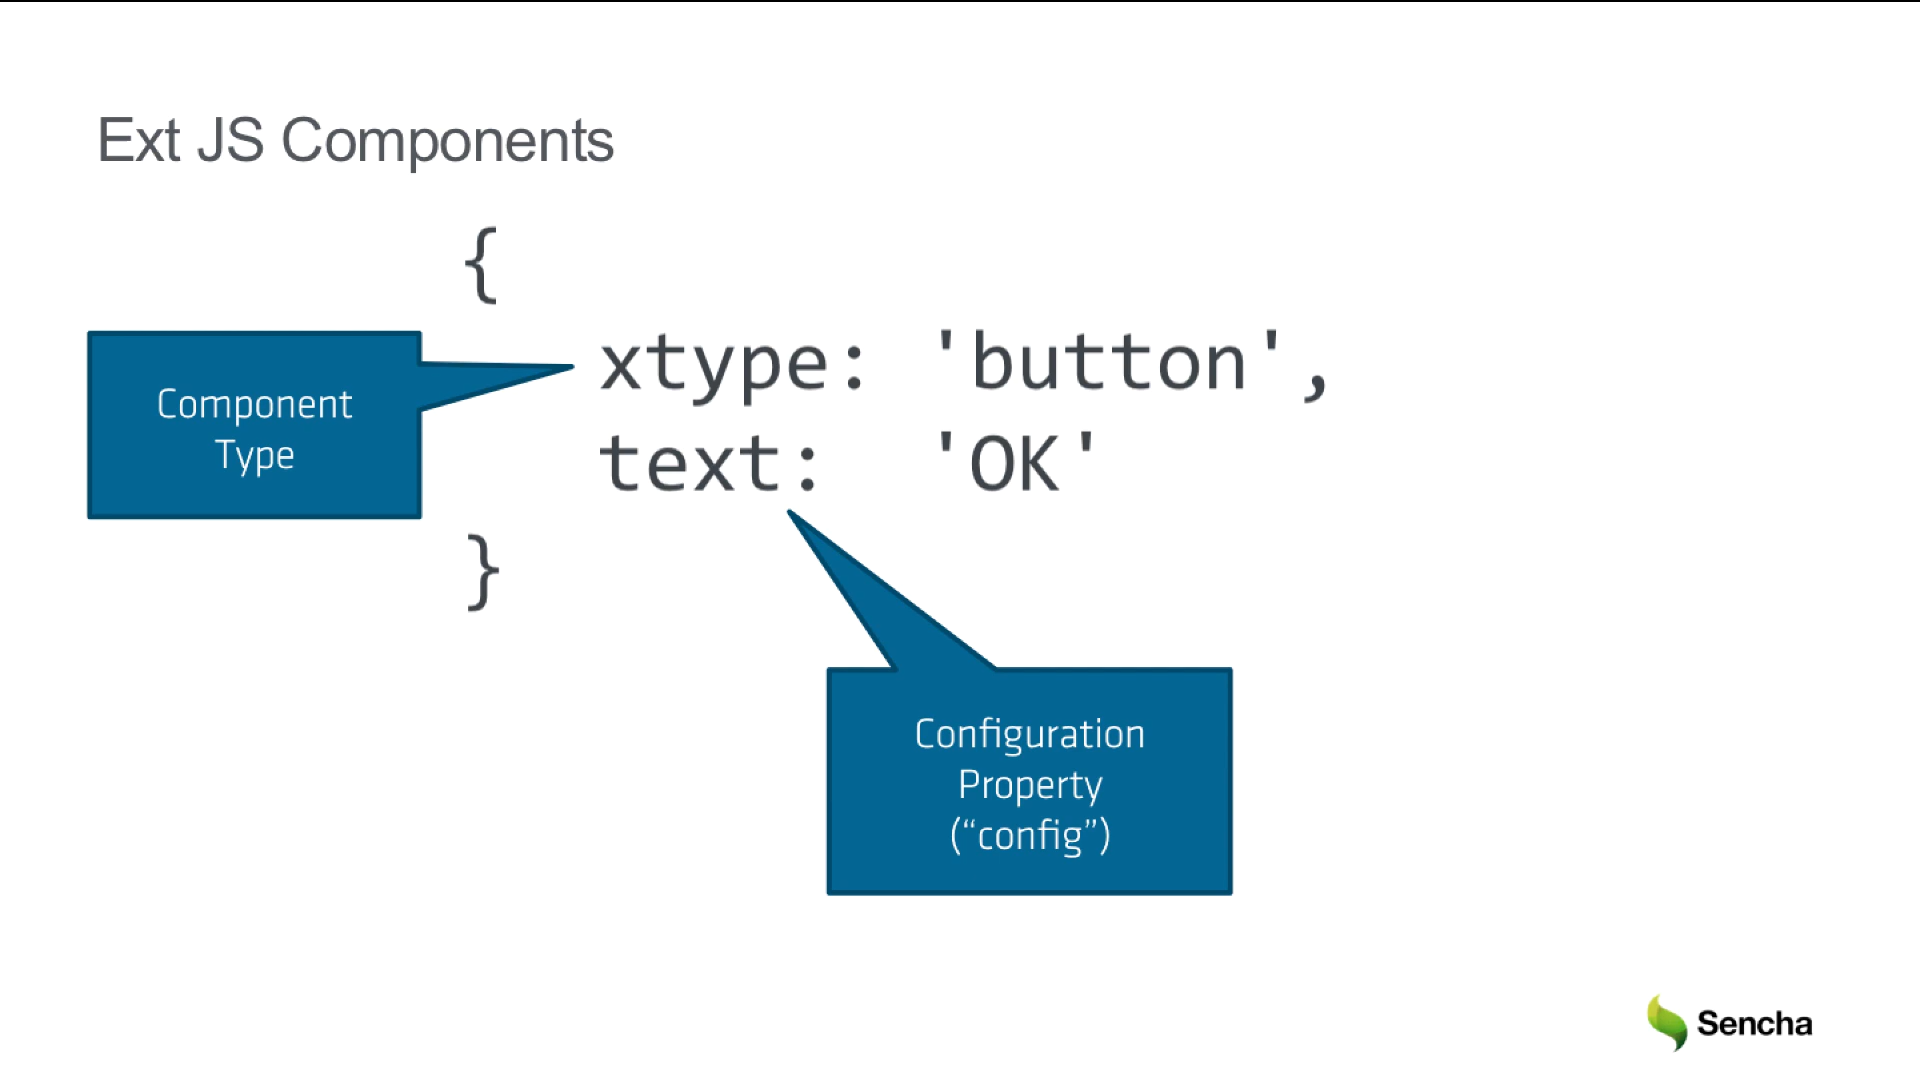 Ext JS Components
{
xtype: 'button',
Component
Type
text: 'OK'
}
Configuration
Property
(“config”)
Sencha